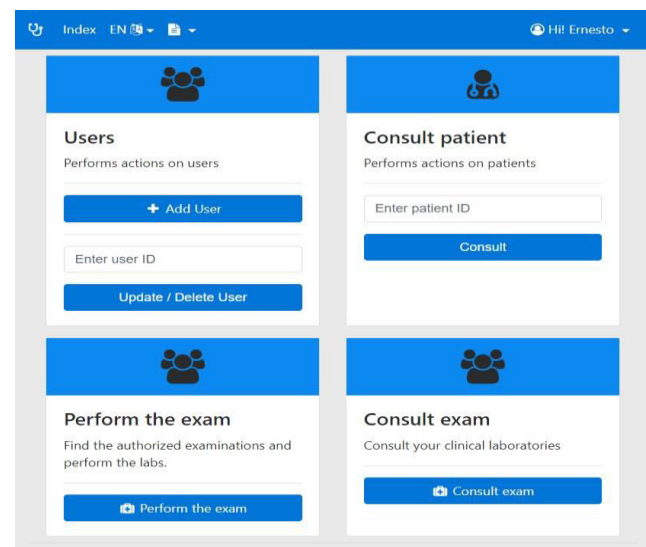 Index EN
Hi! Ernesto
Users
Performs actions on users
Add User
Enter user ID
Update / Delete User
Consult patient
Performs actions on patients
Enter patient ID
Consult
Perform the exam
Find the authorized examinations and
perform the labs.
Perform the exam
Consult exam
Consult your clinical laboratories
Consult exam